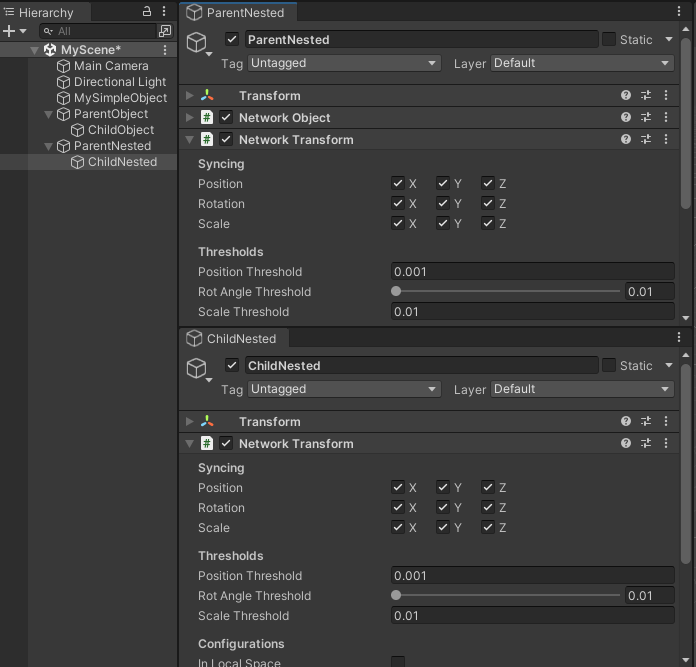 Hierarchy
All
MyScene*
Main Camera
Directional Light
MySimpleObject
ParentObject
ChildObject
ParentNested
ChildNested
ParentNested
ParentNested Static
Tag Untagged Layer Default
Transform
# Network Object
# Network Transform
Syncing
Position X Y Z
Rotation X Y Z
Scale X Y Z
Thresholds
Position Threshold 0.001
Rot Angle Threshold 0.01
Scale Threshold 0.01
ChildNested
ChildNested Static
Tag Untagged Layer Default
Transform
# Network Transform
Syncing
Position X Y Z
Rotation X Y Z
Scale X Y Z
Thresholds
Position Threshold 0.001
Rot Angle Threshold 0.01
Scale Threshold 0.01
Configurations
In Local Space